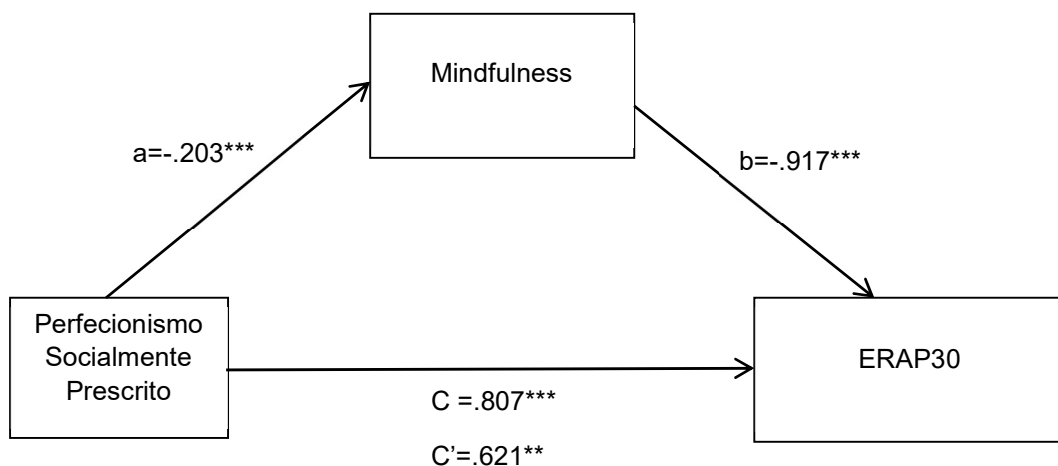 Mindfulness
a=-.203***
b=-.917***
Perfecionismo
Socialmente
Prescrito
ERAP30
C =.807***
C’=.621**